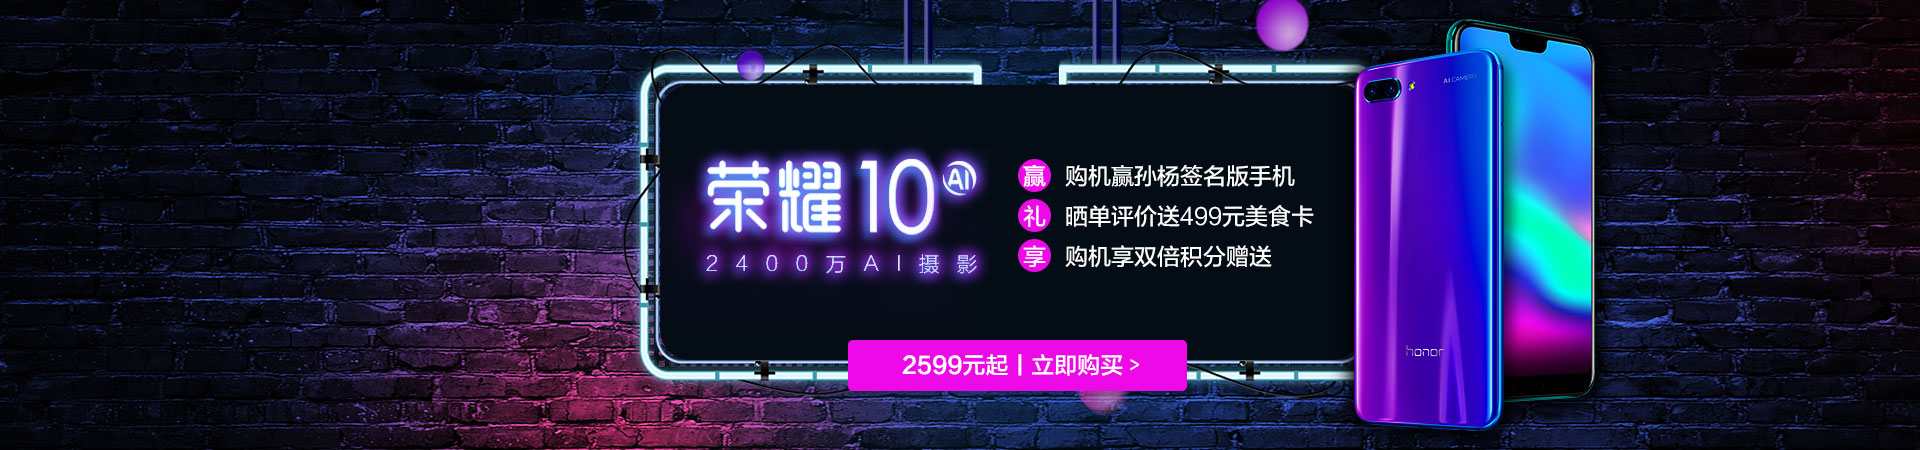 荣耀10 AI
2400万AI摄影
赢 购机赢孙杨签名版手机
礼 晒单评价送499元美食卡
享 购机享双倍积分赠送
2599元起 | 立即购买 >
AI CAMERA
honor